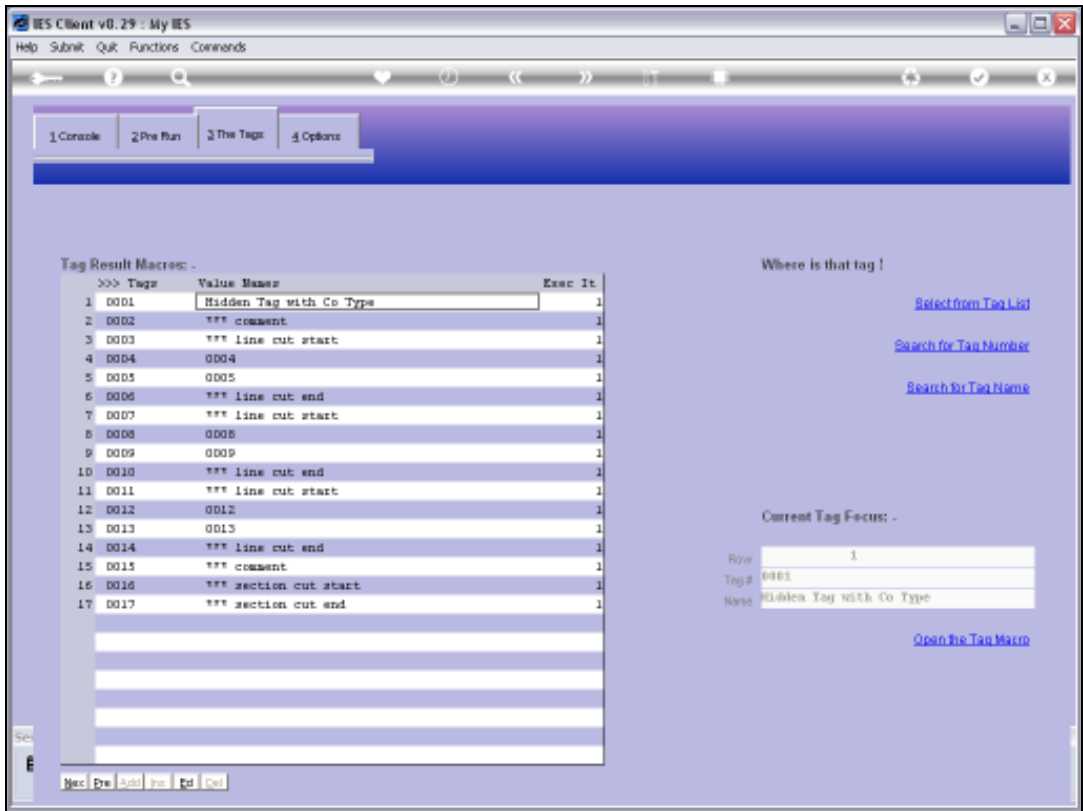 IES Client v8.29 : My IES
Help Submit Quit Functions Commands
1 Console 2 Pre Run 3 The Tags 4 Options
Tag Result Macros: -
>>> Tags Value Names Exec It
1 0001 Hidden Tag with Co Type 1
2 0002 *** comment 1
3 0003 *** line cut start 1
4 0004 0004 1
5 0005 0005 1
6 0006 *** line cut end 1
7 0007 *** line cut start 1
8 0008 0008 1
9 0009 0009 1
10 0010 *** line cut end 1
11 0011 *** line cut start 1
12 0012 0012 1
13 0013 0013 1
14 0014 *** line cut end 1
15 0015 *** comment 1
16 0016 *** section cut start 1
17 0017 *** section cut end 1
Where is that tag !
Select from Tag List
Search for Tag Number
Search for Tag Name
Current Tag Focus: -
Row 1
Tag # 0001
Name Hidden Tag with Co Type
Open the Tag Macro
Ses
Nex Pre Add Ins Ed Del